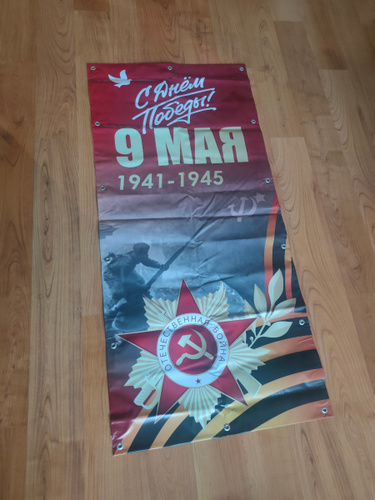 С Днём
Победы!
9 МАЯ
1941-1945
ОТЕЧЕСТВЕННАЯ ВОЙНА